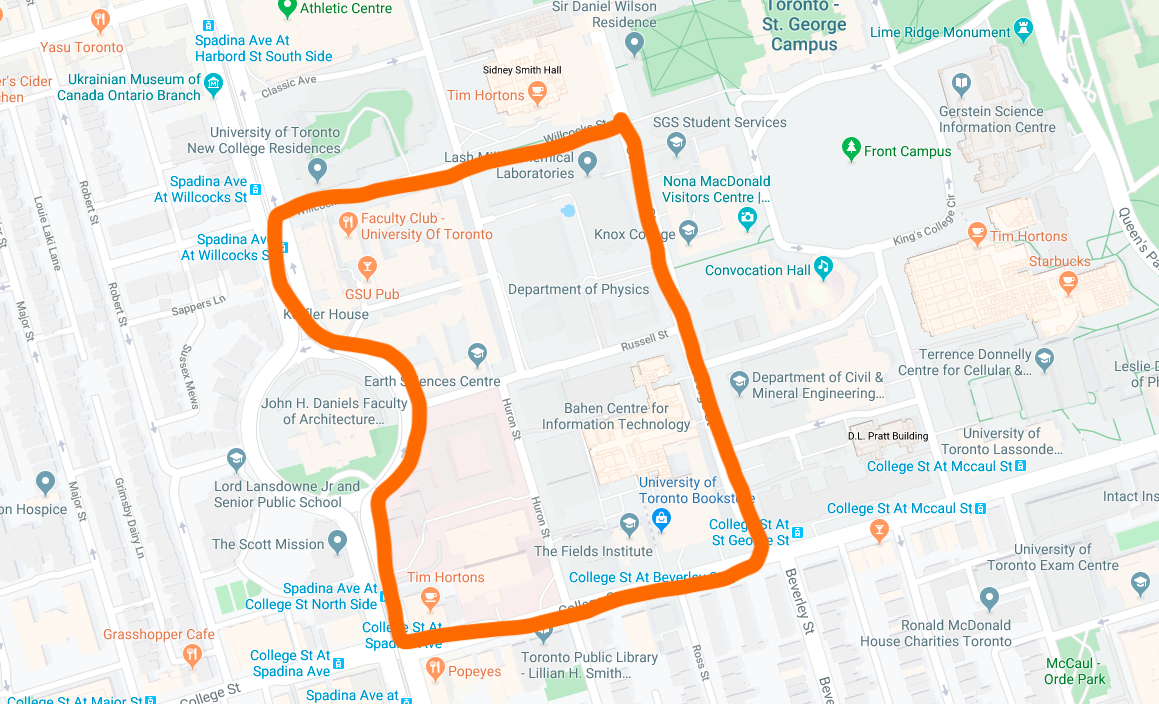 Athletic Centre
Sir Daniel Wilson
Residence
Toronto -
St. George
Campus
Lime Ridge Monument
Yasu Toronto
Spadina Ave At
Harbord St South Side
Sidney Smith Hall
Tim Hortons
Classic Ave
er's Cider
hen
Ukrainian Museum of
Canada Ontario Branch
Gerstein Science
Information Centre
University of Toronto
New College Residences
Willcocks St
SGS Student Services
Front Campus
Lash Mi
emical
Laboratories
Spadina Ave
At Willcocks St
Nona MacDonald
Visitors Centre |...
Robert St
Louie Laki Lane
Willcoc
Faculty Club -
University Of Toronto
Knox College
King's College Cir
Tim Hortons
Queen's Pa
Spadina Ave
At Willcocks S
Starbucks
Convocation Hall
GSU Pub
Department of Physics
Sappers Ln
Robert St
Major St
K
ler House
Russell St
Sussex Mews
Earth Sciences Centre
Terrence Donnelly
Centre for Cellular &...
Leslie D
of Ph
Department of Civil &
Mineral Engineering...
John H. Daniels Faculty
of Architecture...
Huron St
Bahen Centre for
Information Technology
D.L. Pratt Building
University of
Toronto Lassonde...
College St At Mccaul St
Lord Lansdowne Jr and
Senior Public School
University of
Toronto Bookstore
Intact Ins
on Hospice
Major St
Grimsby Dairy Ln
Huron St
College St At
St George St
College St At Mccaul St
The Scott Mission
The Fields Institute
University of
Toronto Exam Centre
Tim Hortons
College St At Beverley S
Beverley St
Spadina Ave At
College St North Side
Grasshopper Cafe
College St At
Spadina Ave
Ronald McDonald
House Charities Toronto
College St At
Spadina Ave
Popeyes
Toronto Public Library
- Lillian H. Smith...
Ross St
McCaul -
Orde Park
College St At Major St
College St
Spadina Ave at
Beve